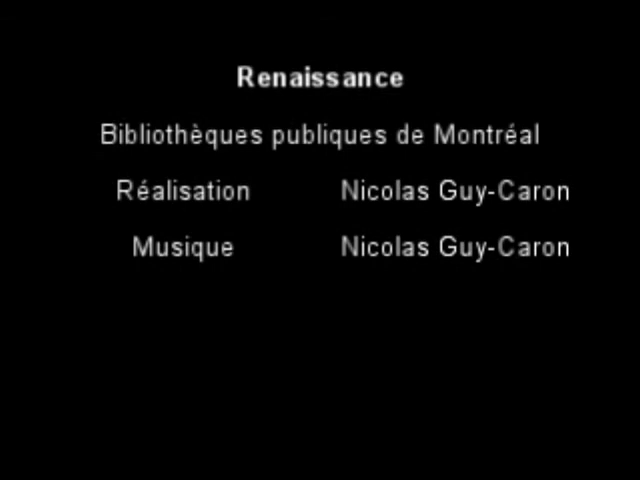 Renaissance
Bibliothèques publiques de Montréal
Réalisation Nicolas Guy-Caron
Musique Nicolas Guy-Caron